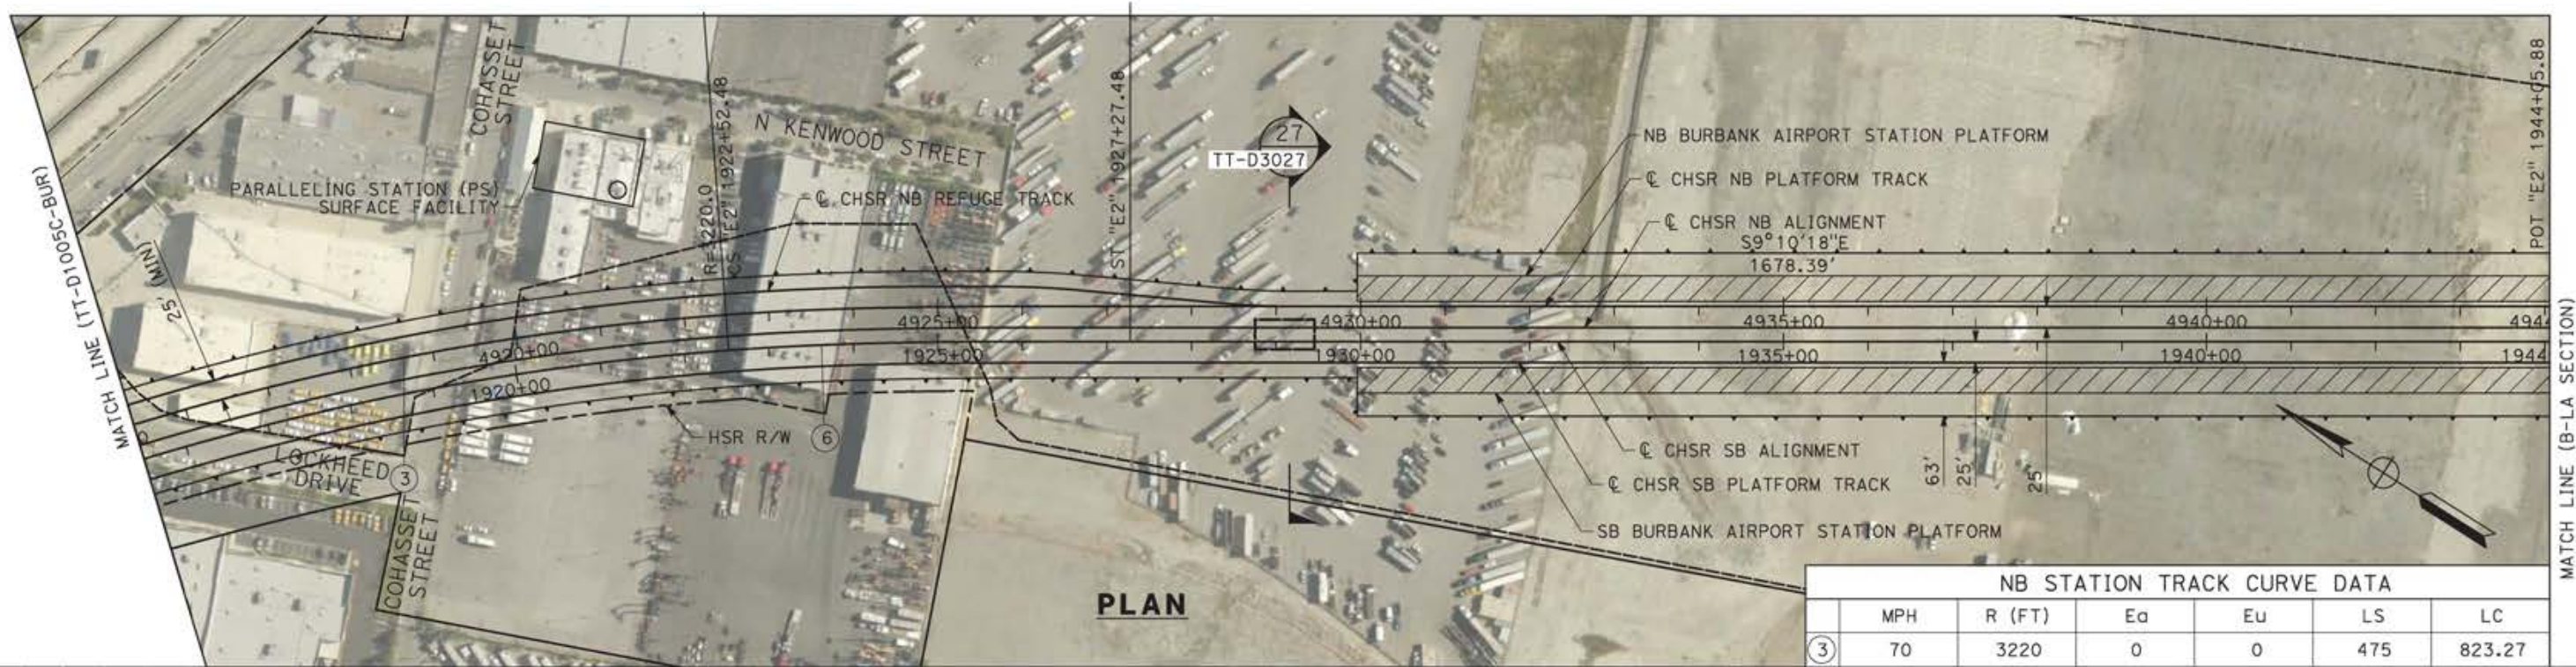 MATCH LINE (TT-D1005C-BUR)
COHASSET
STREET
PARALLELING STATION (PS)
SURFACE FACILITY
25' (MIN)
R=3220.0
CS "E2" 1922+52.48
N KENWOOD STREET
℄ CHSR NB REFUGE TRACK
ST "E2" 1927+27.48
27
TT-D3027
NB BURBANK AIRPORT STATION PLATFORM
℄ CHSR NB PLATFORM TRACK
℄ CHSR NB ALIGNMENT
S9°10'18"E
1678.39'
POT "E2" 1944+05.88
4920+00
4925+00
4930+00
4935+00
4940+00
4944
1920+00
1925+00
1930+00
1935+00
1940+00
1944
HSR R/W
6
LOCKHEED
DRIVE
3
COHASSET
STREET
℄ CHSR SB ALIGNMENT
℄ CHSR SB PLATFORM TRACK
SB BURBANK AIRPORT STATION PLATFORM
63'
25'
25'
MATCH LINE (B-LA SECTION)
PLAN
NB STATION TRACK CURVE DATA
MPH R (FT) Ea Eu LS LC
3 70 3220 0 0 475 823.27